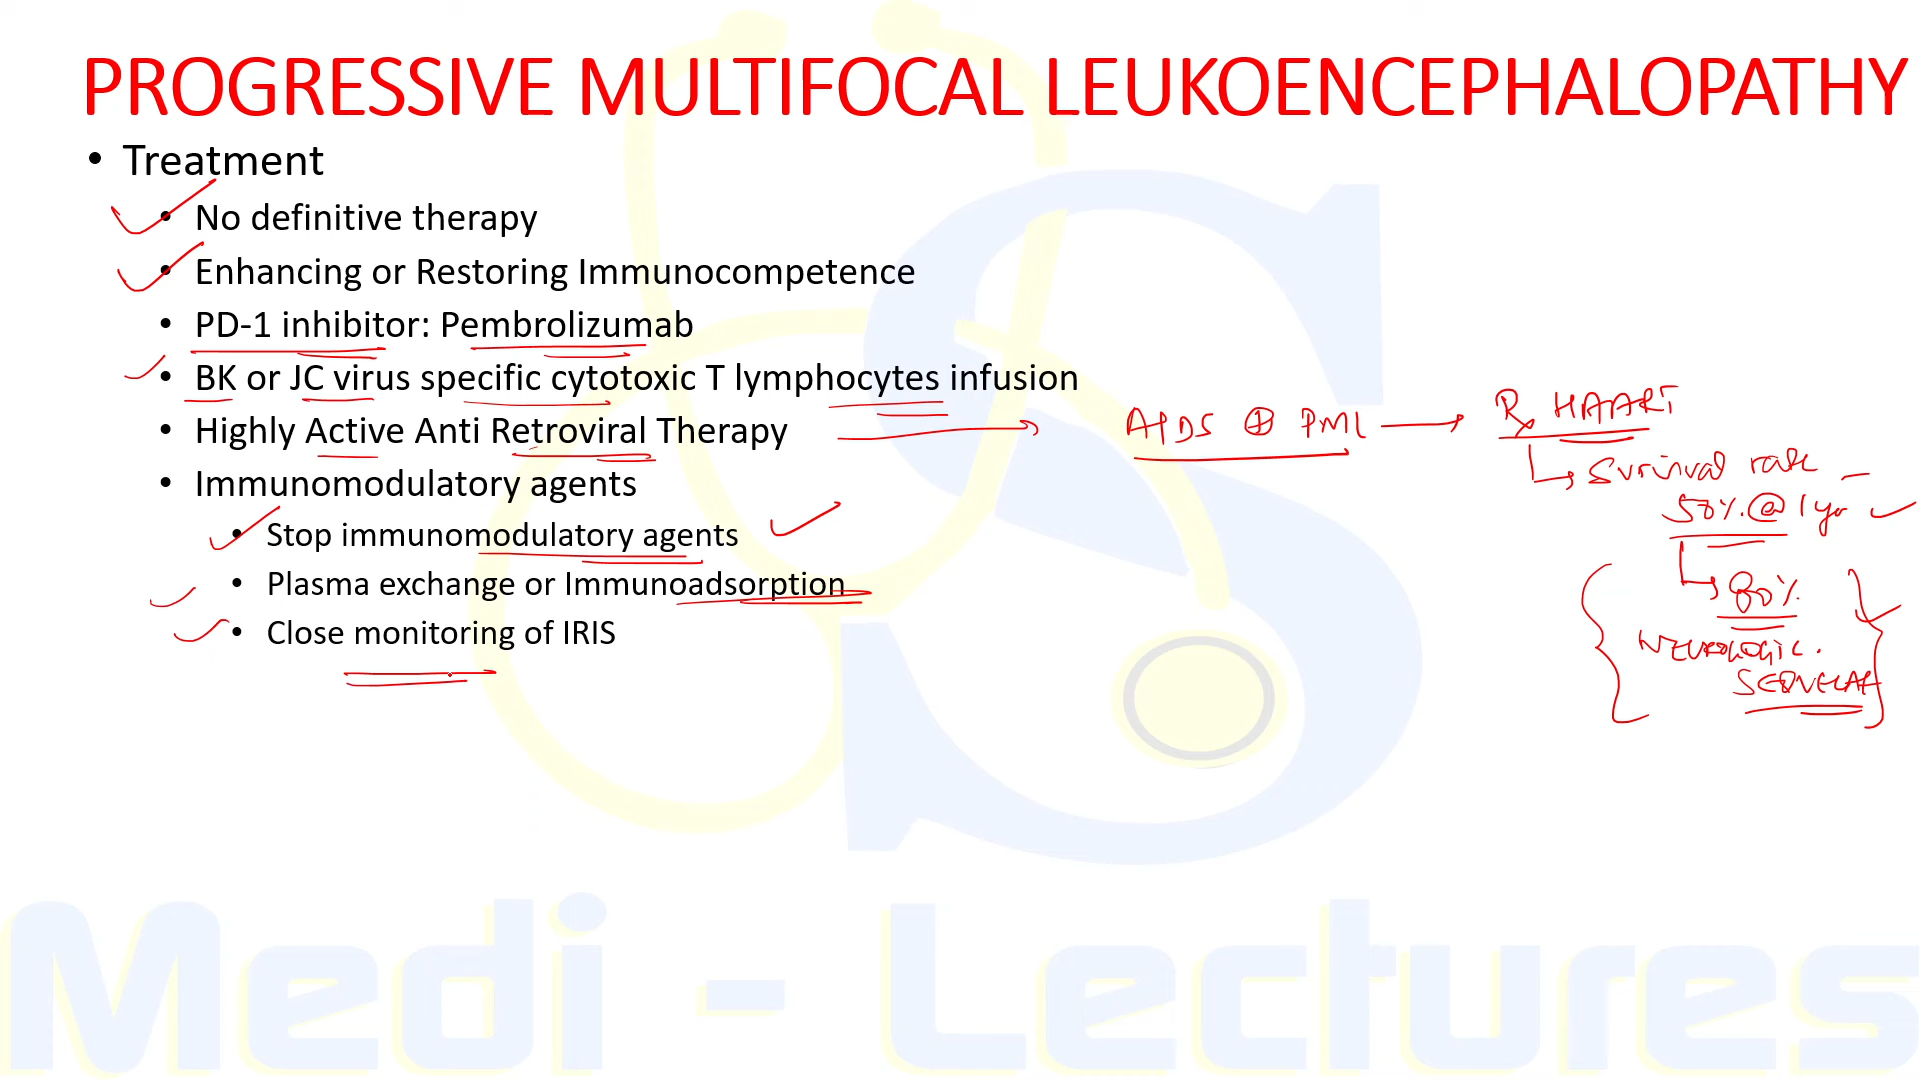 PROGRESSIVE MULTIFOCAL LEUKOENCEPHALOPATHY
• Treatment
• No definitive therapy
• Enhancing or Restoring Immunocompetence
• PD-1 inhibitor: Pembrolizumab
• BK or JC virus specific cytotoxic T lymphocytes infusion
• Highly Active Anti Retroviral Therapy
• Immunomodulatory agents
• Stop immunomodulatory agents
• Plasma exchange or Immunoadsorption
• Close monitoring of IRIS
AIDS ⊕ PML → Rx HAART
Survival rate
50% @ 1 yr
80%
NEUROLOGIC
SEQUELAE
Medi - Lectures